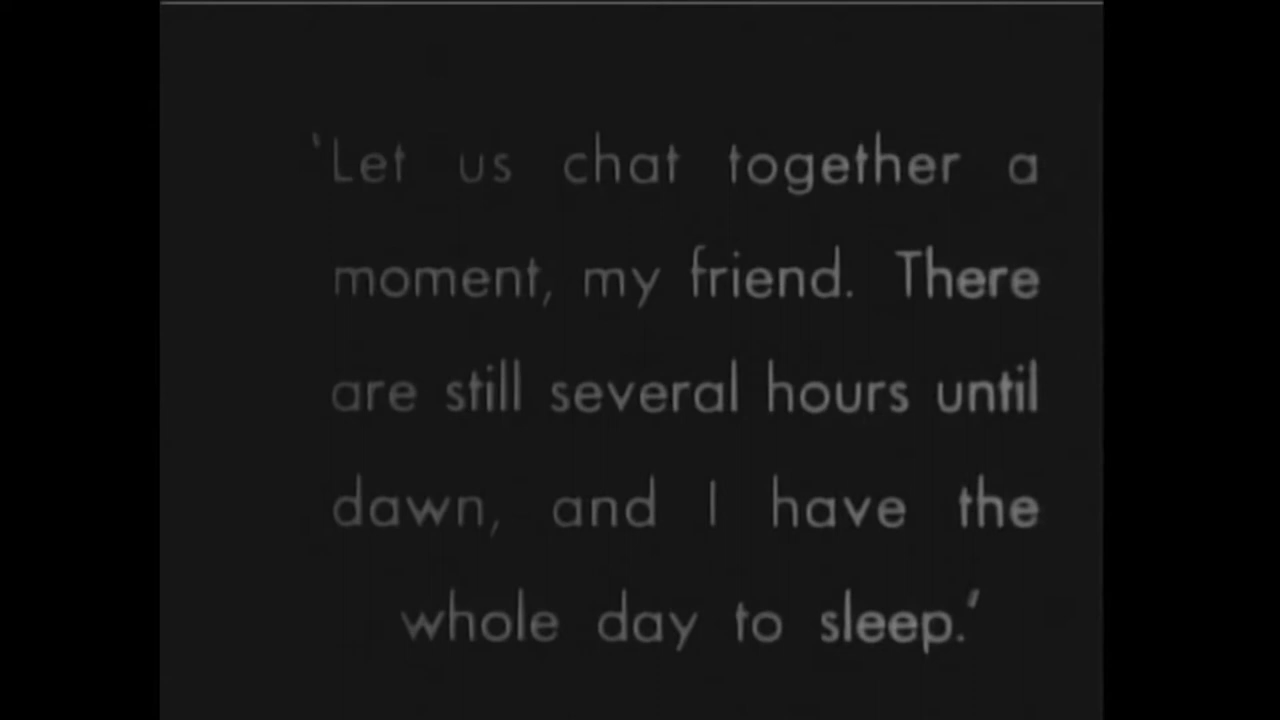 'Let us chat together a
moment, my friend. There
are still several hours until
dawn, and I have the
whole day to sleep.'